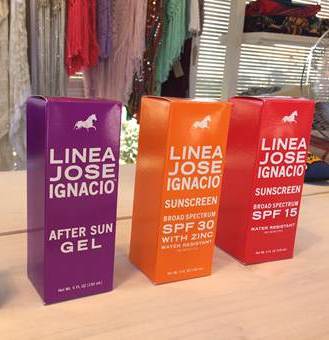 LINEA
JOSE
IGNACIO
AFTER SUN
GEL
LINEA
JOSE
IGNACIO
SUNSCREEN
BROAD SPECTRUM
SPF 30
WITH ZINC
WATER RESISTANT
LINEA
JOSE
IGNACIO
SUNSCREEN
BROAD SPECTRUM
SPF 15
WATER RESISTANT